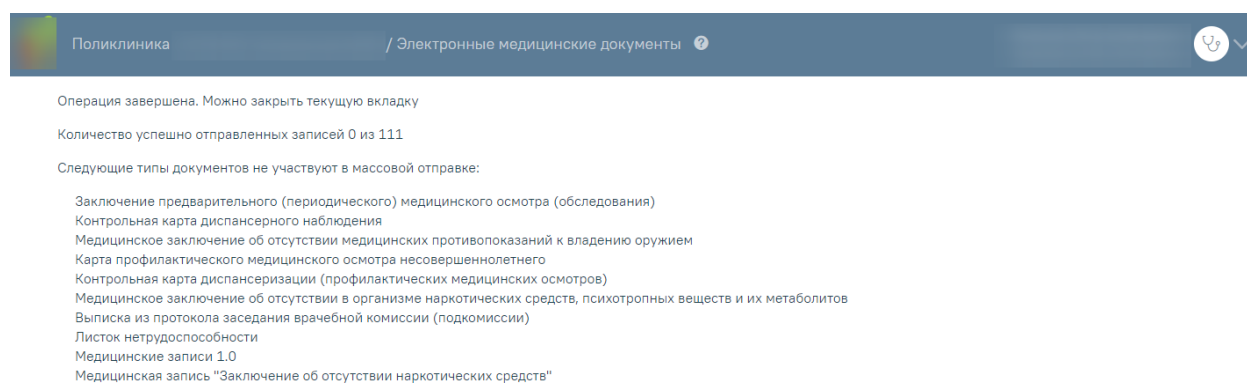 Поликлиника / Электронные медицинские документы ?
Операция завершена. Можно закрыть текущую вкладку
Количество успешно отправленных записей 0 из 111
Следующие типы документов не участвуют в массовой отправке:
Заключение предварительного (периодического) медицинского осмотра (обследования)
Контрольная карта диспансерного наблюдения
Медицинское заключение об отсутствии медицинских противопоказаний к владению оружием
Карта профилактического медицинского осмотра несовершеннолетнего
Контрольная карта диспансеризации (профилактических медицинских осмотров)
Медицинское заключение об отсутствии в организме наркотических средств, психотропных веществ и их метаболитов
Выписка из протокола заседания врачебной комиссии (подкомиссии)
Листок нетрудоспособности
Медицинские записи 1.0
Медицинская запись "Заключение об отсутствии наркотических средств"